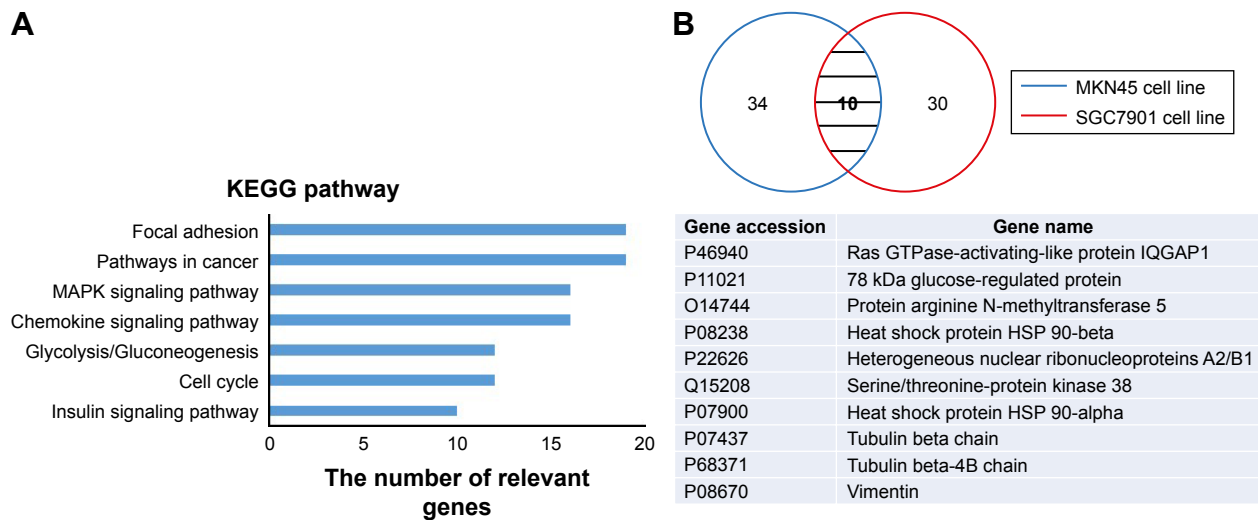 A
KEGG pathway
Focal adhesion
Pathways in cancer
MAPK signaling pathway
Chemokine signaling pathway
Glycolysis/Gluconeogenesis
Cell cycle
Insulin signaling pathway
0 5 10 15 20
The number of relevant
genes
B
34 10 30
MKN45 cell line
SGC7901 cell line
Gene accession Gene name
P46940 Ras GTPase-activating-like protein IQGAP1
P11021 78 kDa glucose-regulated protein
O14744 Protein arginine N-methyltransferase 5
P08238 Heat shock protein HSP 90-beta
P22626 Heterogeneous nuclear ribonucleoproteins A2/B1
Q15208 Serine/threonine-protein kinase 38
P07900 Heat shock protein HSP 90-alpha
P07437 Tubulin beta chain
P68371 Tubulin beta-4B chain
P08670 Vimentin